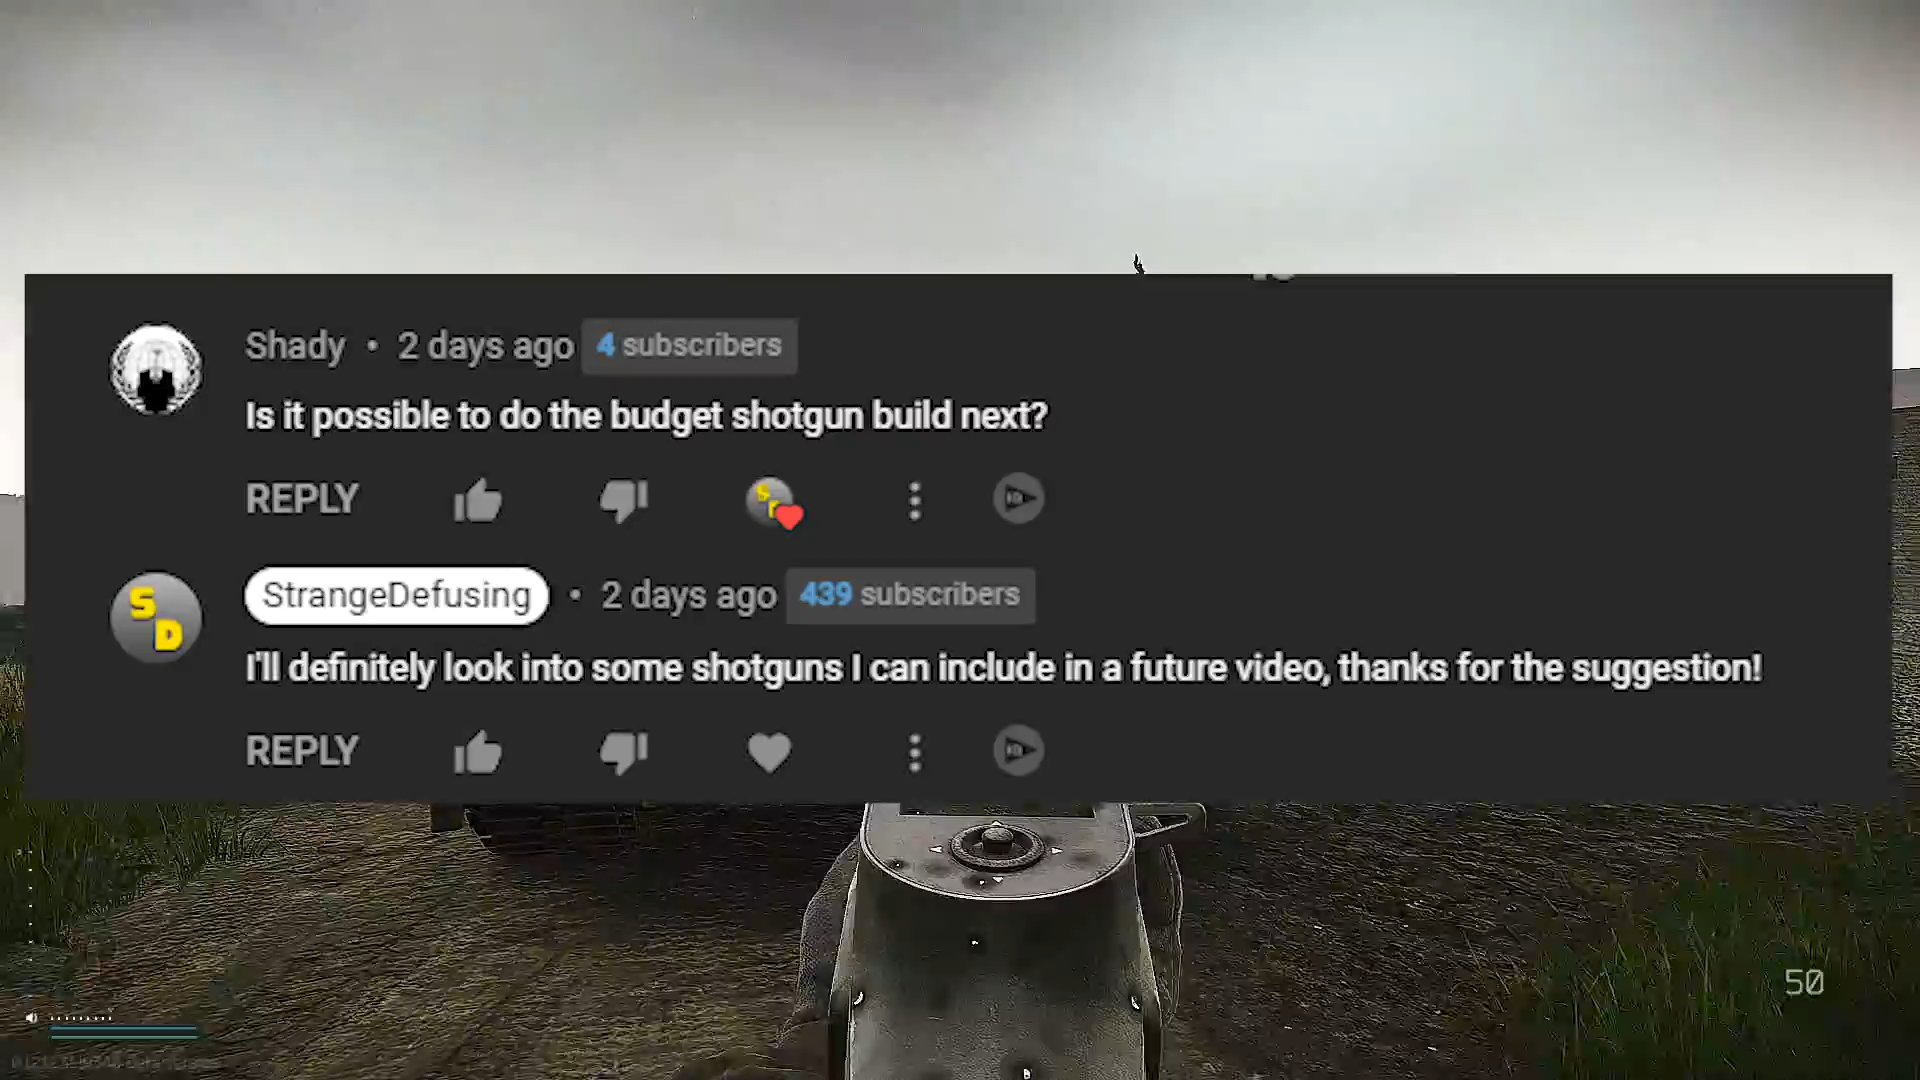 Shady • 2 days ago 4 subscribers
Is it possible to do the budget shotgun build next?
REPLY
S
StrangeDefusing • 2 days ago 439 subscribers
S
D
I'll definitely look into some shotguns I can include in a future video, thanks for the suggestion!
REPLY
50